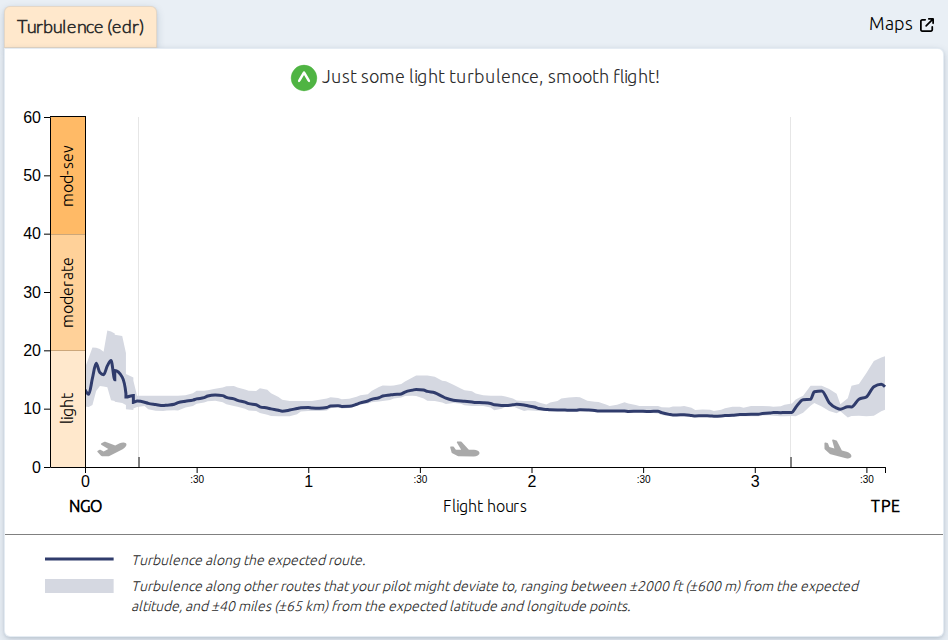 Turbulence (edr)
Maps
Just some light turbulence, smooth flight!
60
50
40
30
20
10
0
mod-sev
moderate
light
0
:30
1
:30
2
:30
3
:30
NGO
Flight hours
TPE
Turbulence along the expected route.
Turbulence along other routes that your pilot might deviate to, ranging between ±2000 ft (±600 m) from the expected
altitude, and ±40 miles (±65 km) from the expected latitude and longitude points.